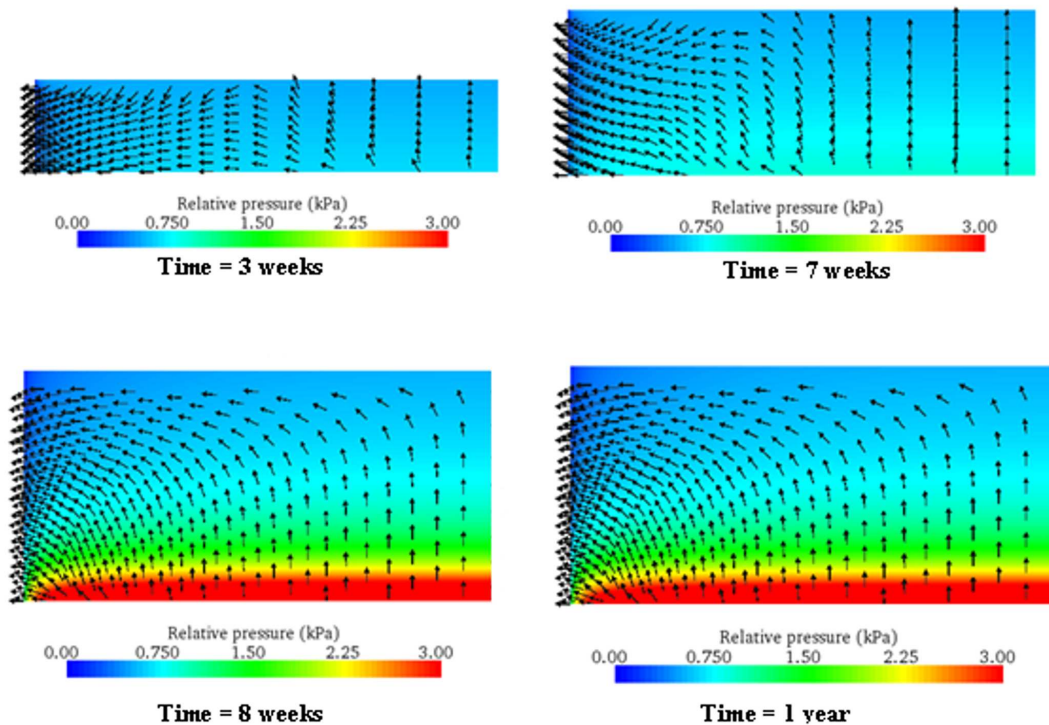 Relative pressure (kPa)
0.00 0.750 1.50 2.25 3.00
Time = 3 weeks
Relative pressure (kPa)
0.00 0.750 1.50 2.25 3.00
Time = 7 weeks
Relative pressure (kPa)
0.00 0.750 1.50 2.25 3.00
Time = 8 weeks
Relative pressure (kPa)
0.00 0.750 1.50 2.25 3.00
Time = 1 year